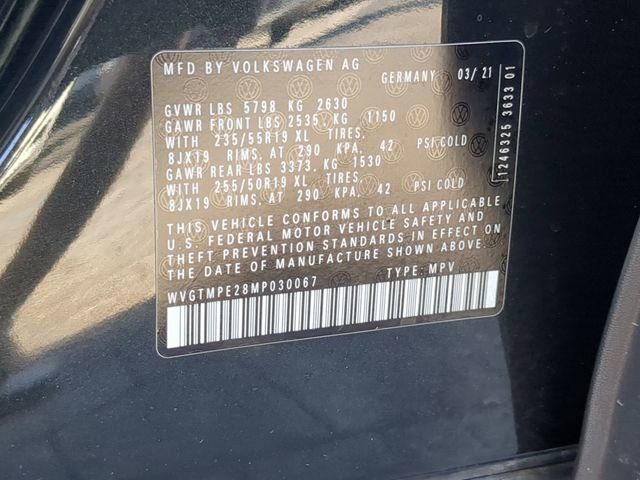 MFD BY VOLKSWAGEN AG GERMANY 03/21
GVWR LBS 5798 KG 2630
GAWR FRONT LBS 2535 KG 1150
WITH 235/55R19 XL TIRES,
8JX19 RIMS, AT 290 KPA, 42 PSI COLD
GAWR REAR LBS 3373 KG 1530
WITH 255/50R19 XL TIRES,
8JX19 RIMS, AT 290 KPA, 42 PSI COLD
THIS VEHICLE CONFORMS TO ALL APPLICABLE
U.S. FEDERAL MOTOR VEHICLE SAFETY AND
THEFT PREVENTION STANDARDS IN EFFECT ON
THE DATE OF MANUFACTURE SHOWN ABOVE
WVGTMPE28MP030067 TYPE: MPV
1246325 3633 01